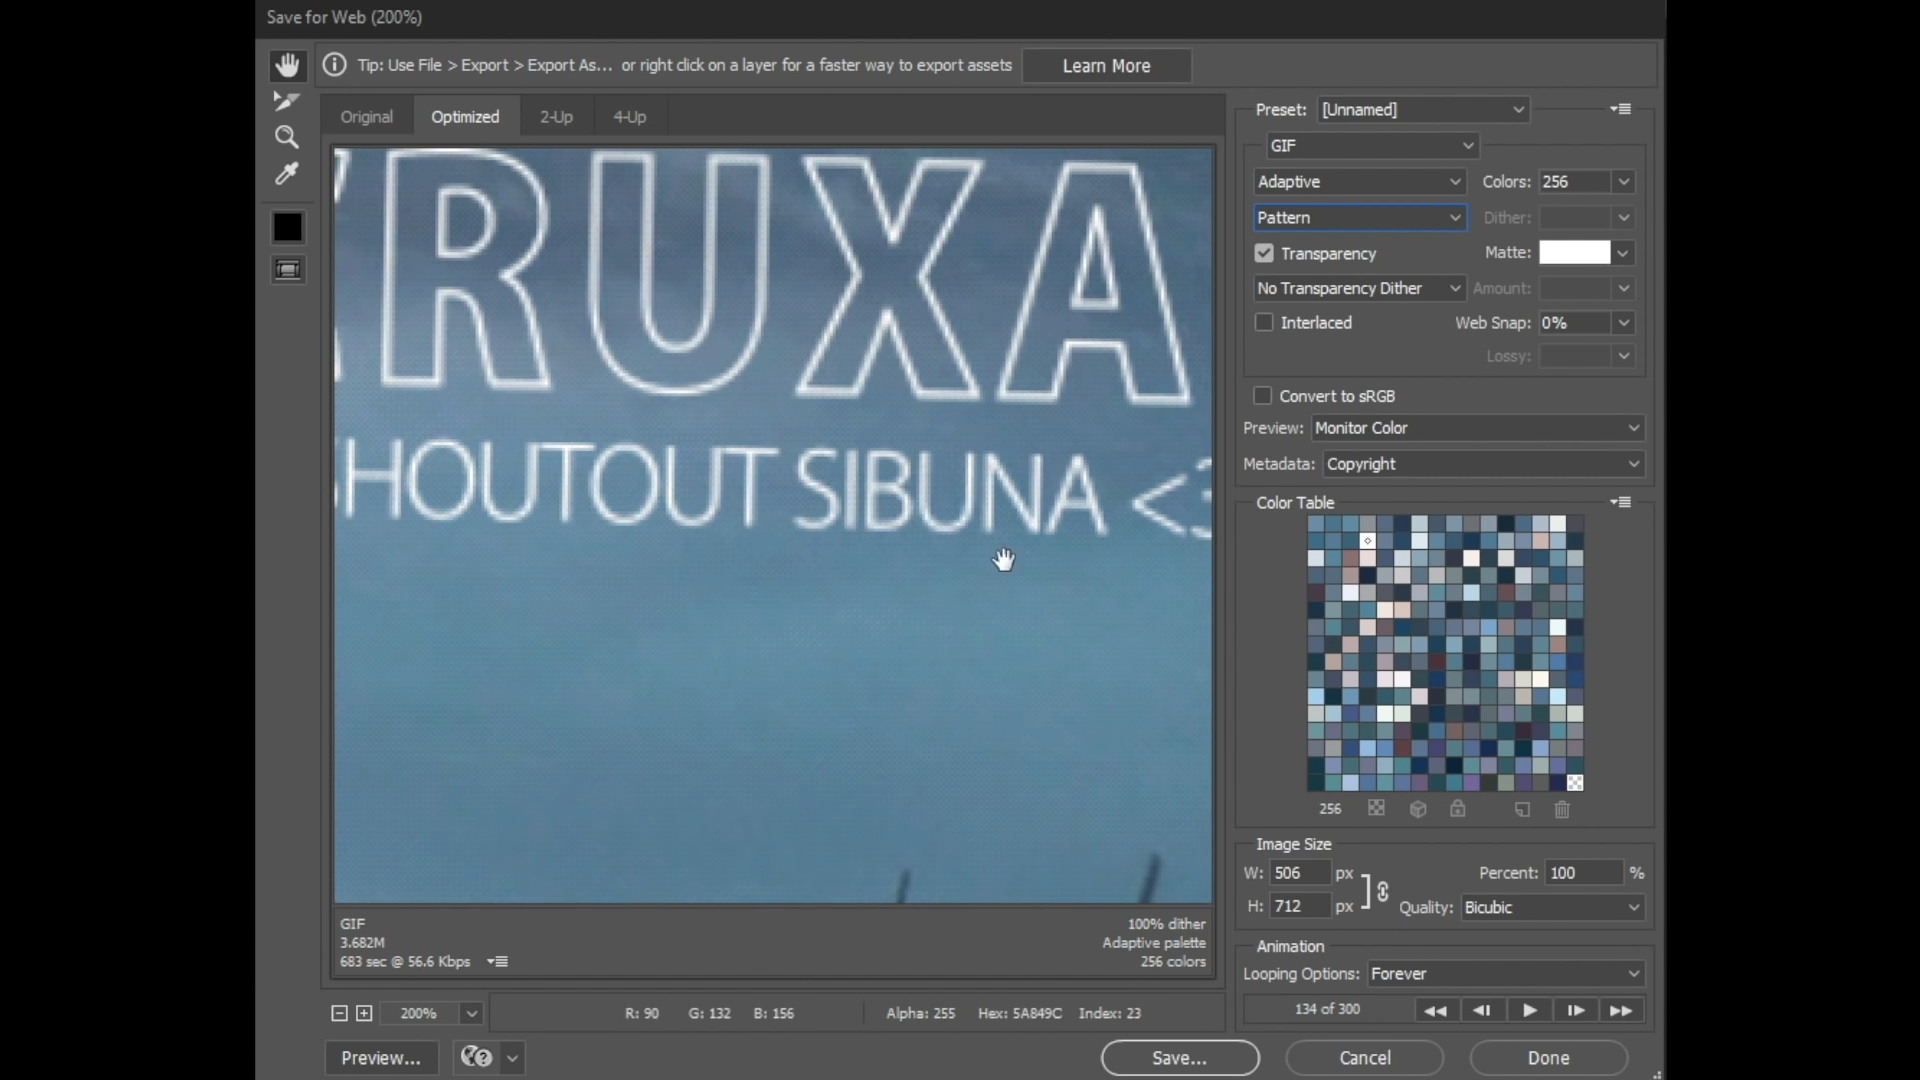 Save for Web (200%)
Tip: Use File > Export > Export As... or right click on a layer for a faster way to export assets
Learn More
Original
Optimized
2-Up
4-Up
RUXA
SHOUTOUT SIBUNA <3
GIF
3.682M
683 sec @ 56.6 Kbps
100% dither
Adaptive palette
256 colors
200%
R: 90 G: 132 B: 156 Alpha: 255 Hex: 5A849C Index: 23
Preview...
Preset: [Unnamed]
GIF
Adaptive Colors: 256
Pattern Dither:
Transparency Matte:
No Transparency Dither Amount:
Interlaced Web Snap: 0%
Lossy:
Convert to sRGB
Preview: Monitor Color
Metadata: Copyright
Color Table
256
Image Size
W: 506 px Percent: 100 %
H: 712 px Quality: Bicubic
Animation
Looping Options: Forever
134 of 300
Save...
Cancel
Done